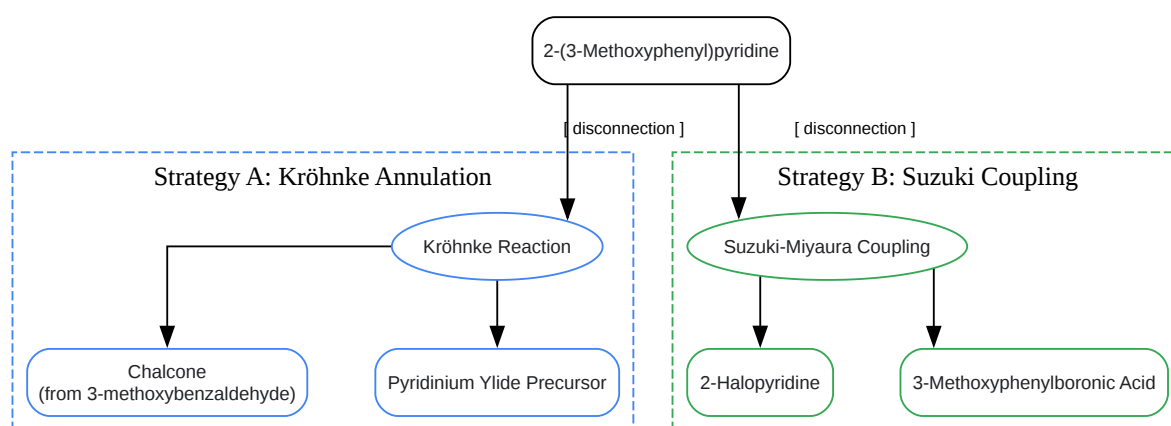 2-(3-Methoxyphenyl)pyridine
[ disconnection ]
[ disconnection ]
Strategy A: Kröhnke Annulation
Strategy B: Suzuki Coupling
Kröhnke Reaction
Suzuki-Miyaura Coupling
Chalcone
(from 3-methoxybenzaldehyde)
Pyridinium Ylide Precursor
2-Halopyridine
3-Methoxyphenylboronic Acid